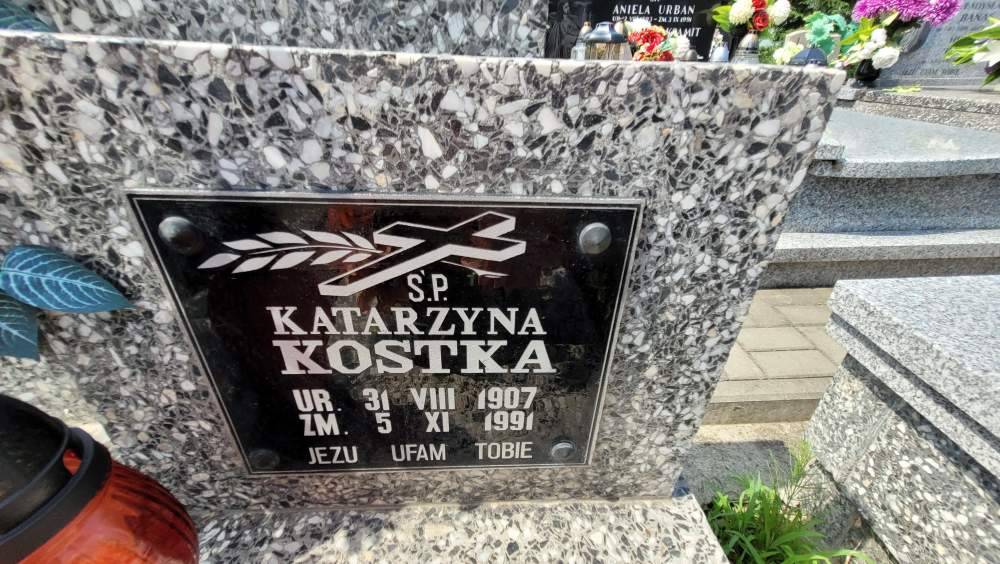 ANIELA URBAN
Ś.P.
KATARZYNA
KOSTKA
UR. 31 VIII 1907
ZM. 5 XI 1991
JEZU UFAM TOBIE